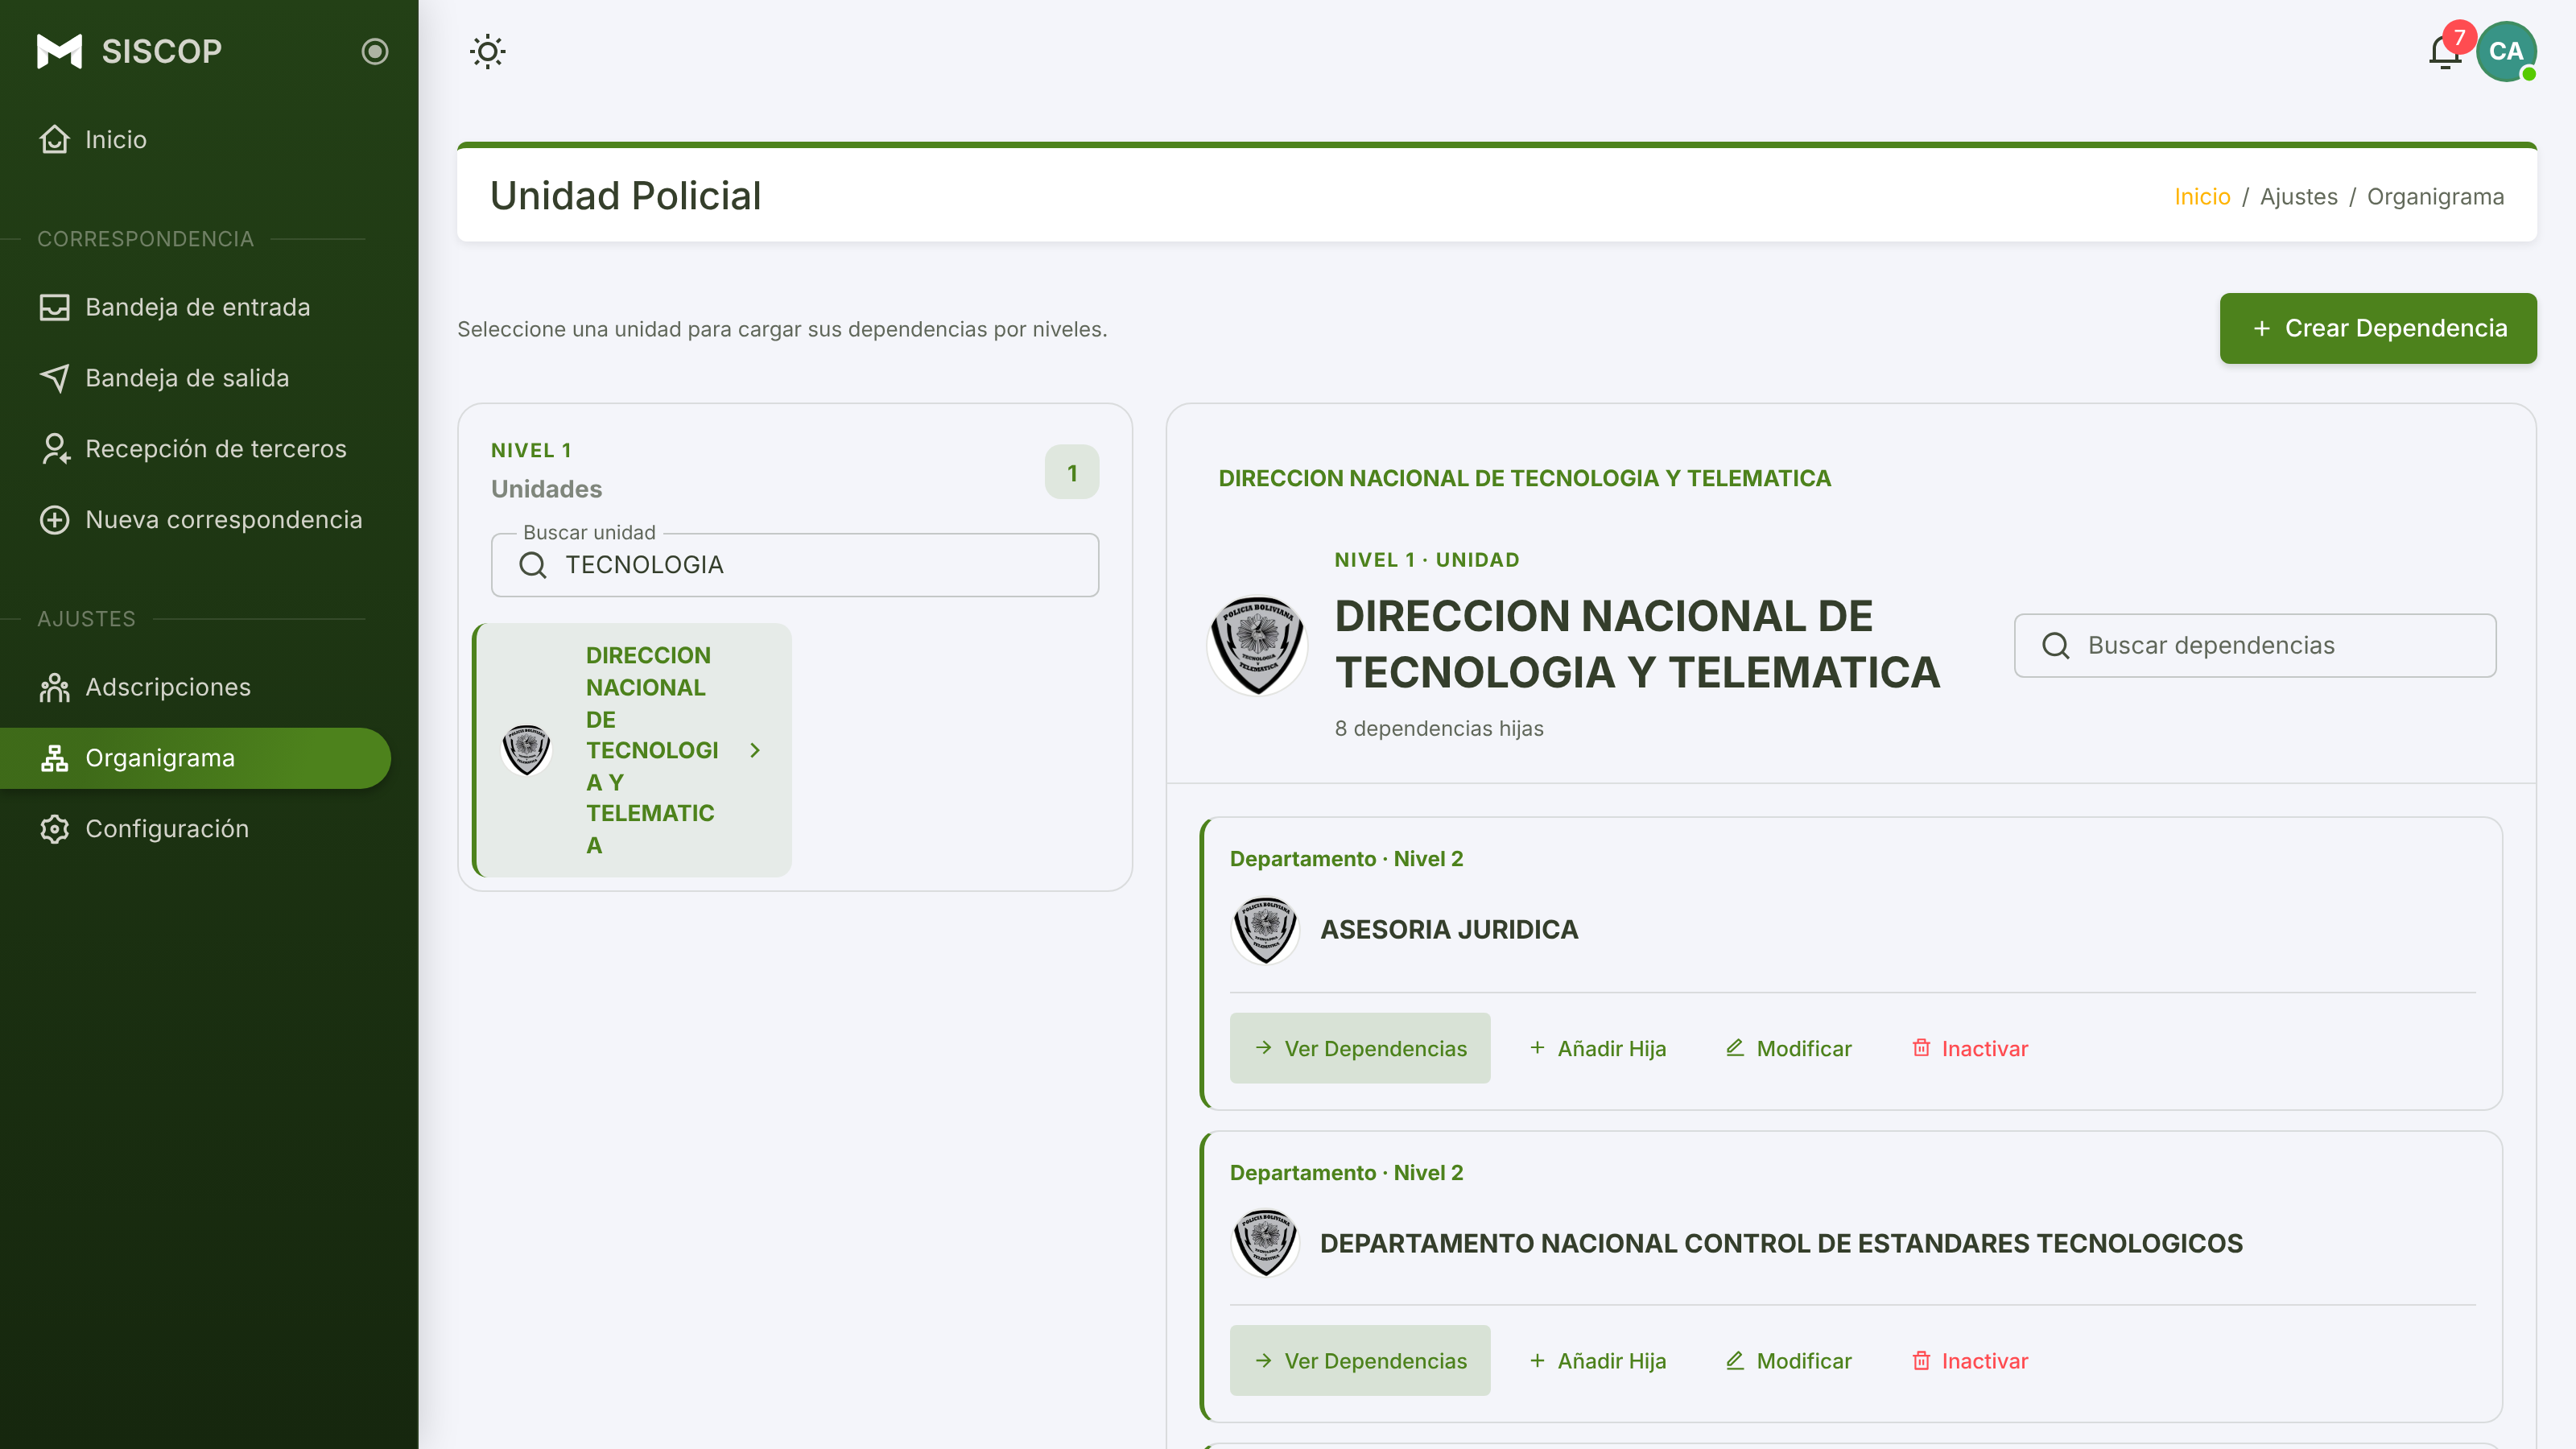 SISCOP
Inicio
CORRESPONDENCIA
Bandeja de entrada
Bandeja de salida
Recepción de terceros
Nueva correspondencia
AJUSTES
Adscripciones
Organigrama
Configuración
7
CA
Unidad Policial
Inicio / Ajustes / Organigrama
Seleccione una unidad para cargar sus dependencias por niveles.
+ Crear Dependencia
NIVEL 1
Unidades
1
Buscar unidad
TECNOLOGIA
DIRECCION
NACIONAL
DE
TECNOLOGI
A Y
TELEMATIC
A
DIRECCION NACIONAL DE TECNOLOGIA Y TELEMATICA
NIVEL 1 · UNIDAD
POLICIA BOLIVIANA
TECNOLOGIA
Y
TELEMATICA
DIRECCION NACIONAL DE
TECNOLOGIA Y TELEMATICA
8 dependencias hijas
Buscar dependencias
Departamento · Nivel 2
ASESORIA JURIDICA
Ver Dependencias
+ Añadir Hija
Modificar
Inactivar
Departamento · Nivel 2
DEPARTAMENTO NACIONAL CONTROL DE ESTANDARES TECNOLOGICOS
Ver Dependencias
+ Añadir Hija
Modificar
Inactivar